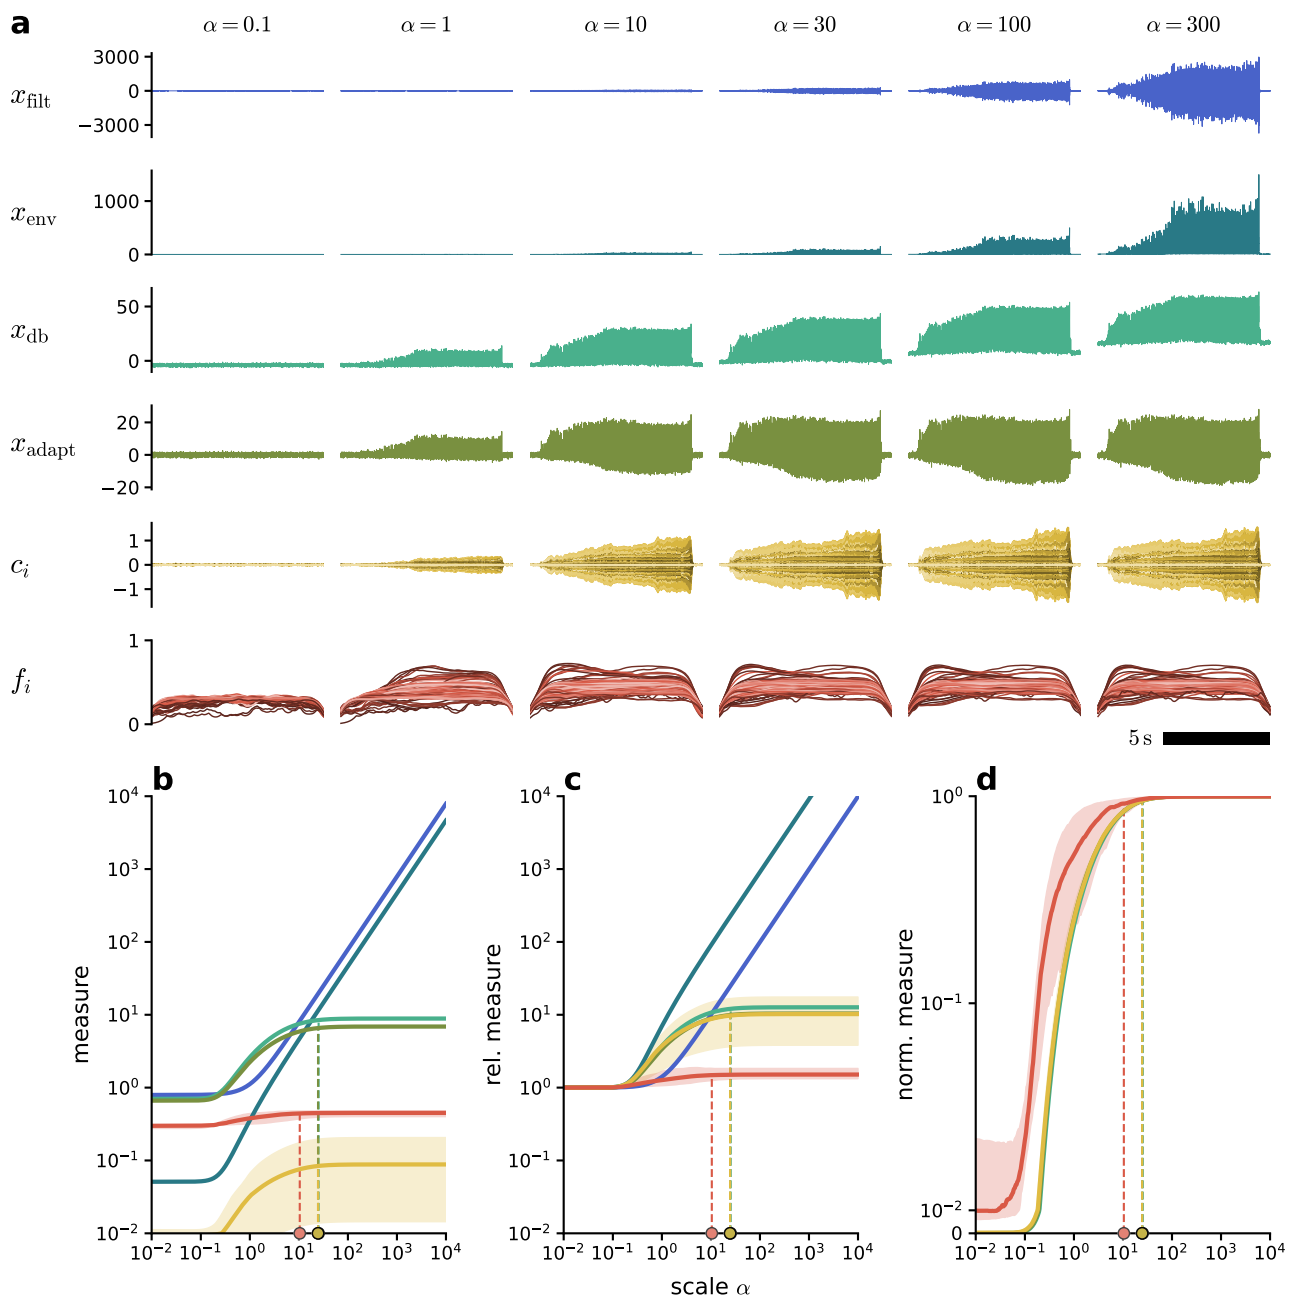 a
α = 0.1 α = 1 α = 10 α = 30 α = 100 α = 300
x_filt
3000
0
−3000
x_env
1000
0
x_db
50
0
x_adapt
20
0
−20
c_i
1
0
−1
f_i
1
0
5 s
b
measure
10^4
10^3
10^2
10^1
10^0
10^−1
10^−2
10^−2 10^−1 10^0 10^1 10^2 10^3 10^4
c
rel. measure
10^4
10^3
10^2
10^1
10^0
10^−1
10^−2
10^−2 10^−1 10^0 10^1 10^2 10^3 10^4
scale α
d
norm. measure
10^0
10^−1
10^−2
0
10^−2 10^−1 10^0 10^1 10^2 10^3 10^4